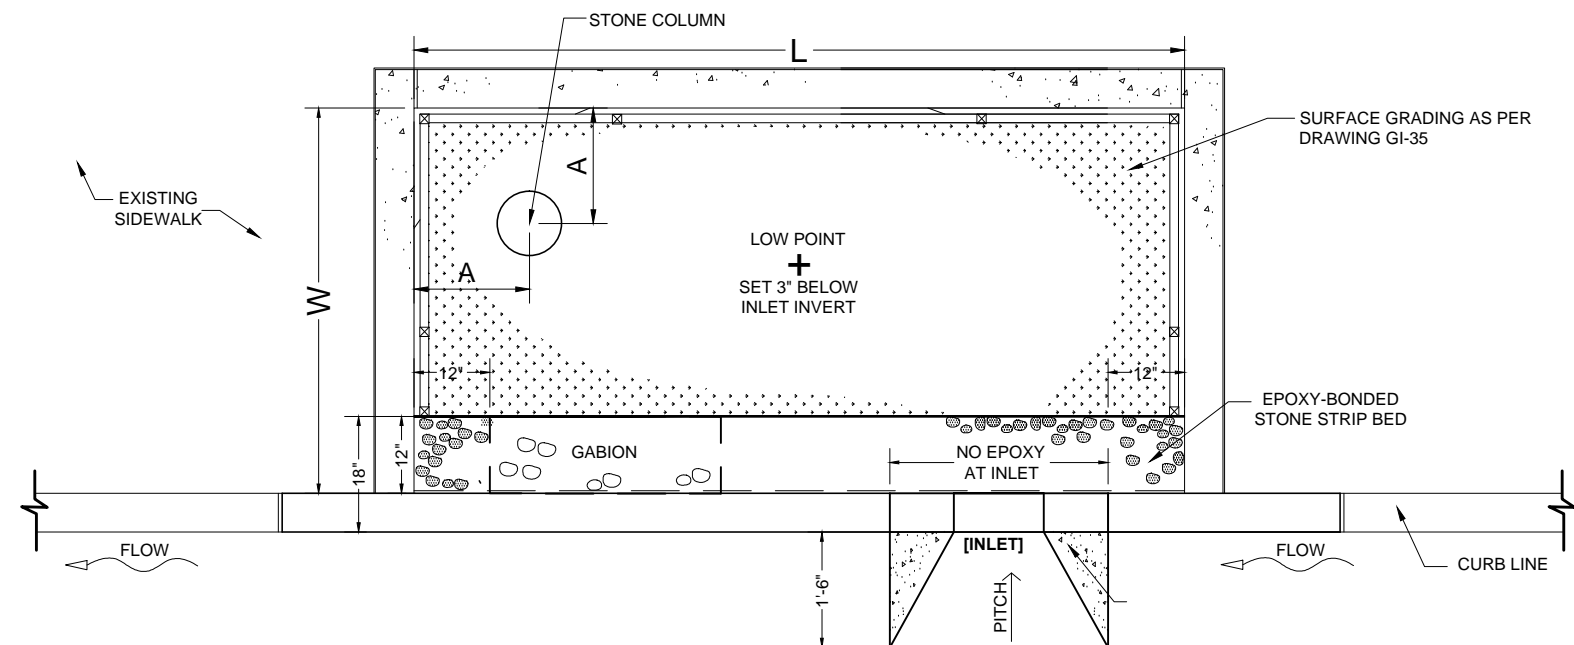 STONE COLUMN
L
SURFACE GRADING AS PER
DRAWING GI-35
A
EXISTING
SIDEWALK
LOW POINT
SET 3" BELOW
INLET INVERT
A
W
12"
12"
EPOXY-BONDED
STONE STRIP BED
GABION
NO EPOXY
AT INLET
12"
18"
FLOW
[INLET]
FLOW
CURB LINE
1'-6"
PITCH